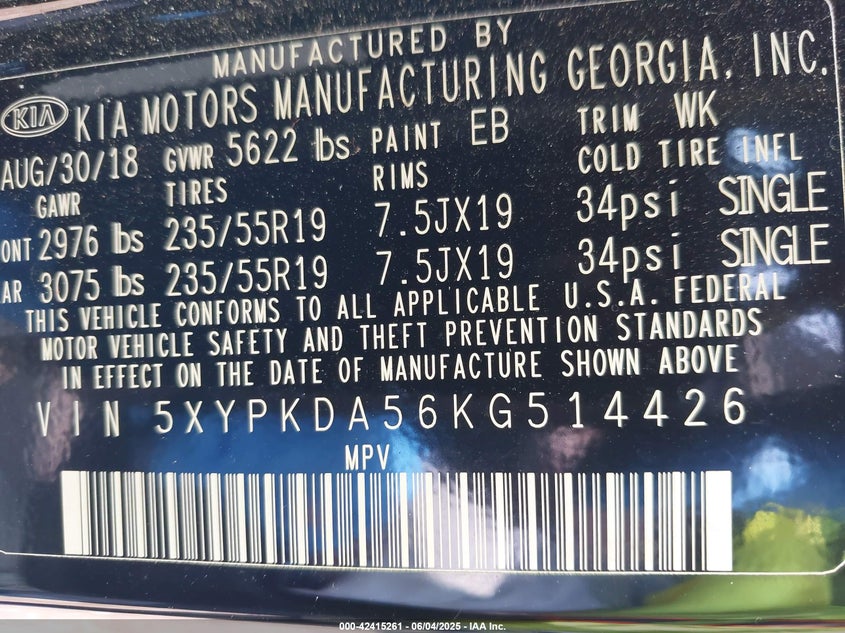 MANUFACTURED BY
KIA KIA MOTORS MANUFACTURING GEORGIA, INC.
AUG/30/18 GVWR 5622 lbs PAINT EB TRIM WK
GAWR TIRES RIMS COLD TIRE INFL
ONT 2976 lbs 235/55R19 7.5JX19 34psi SINGLE
AR 3075 lbs 235/55R19 7.5JX19 34psi SINGLE
THIS VEHICLE CONFORMS TO ALL APPLICABLE U.S.A. FEDERAL
MOTOR VEHICLE SAFETY AND THEFT PREVENTION STANDARDS
IN EFFECT ON THE DATE OF MANUFACTURE SHOWN ABOVE
VIN 5XYPKDA56KG514426
MPV
000-42415261 - 06/04/2025 - IAA Inc.